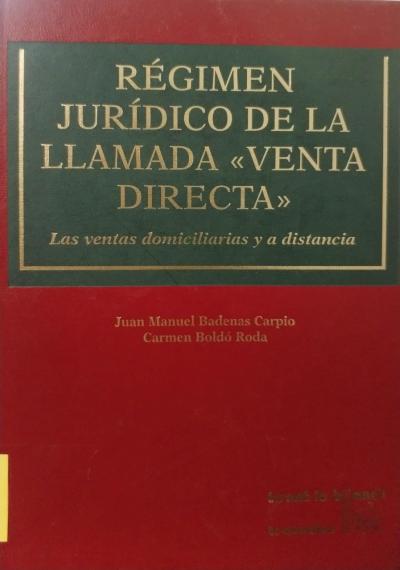 RÉGIMEN
JURÍDICO DE LA
LLAMADA «VENTA
DIRECTA»
Las ventas domiciliarias y a distancia
Juan Manuel Badenas Carpio
Carmen Boldó Roda